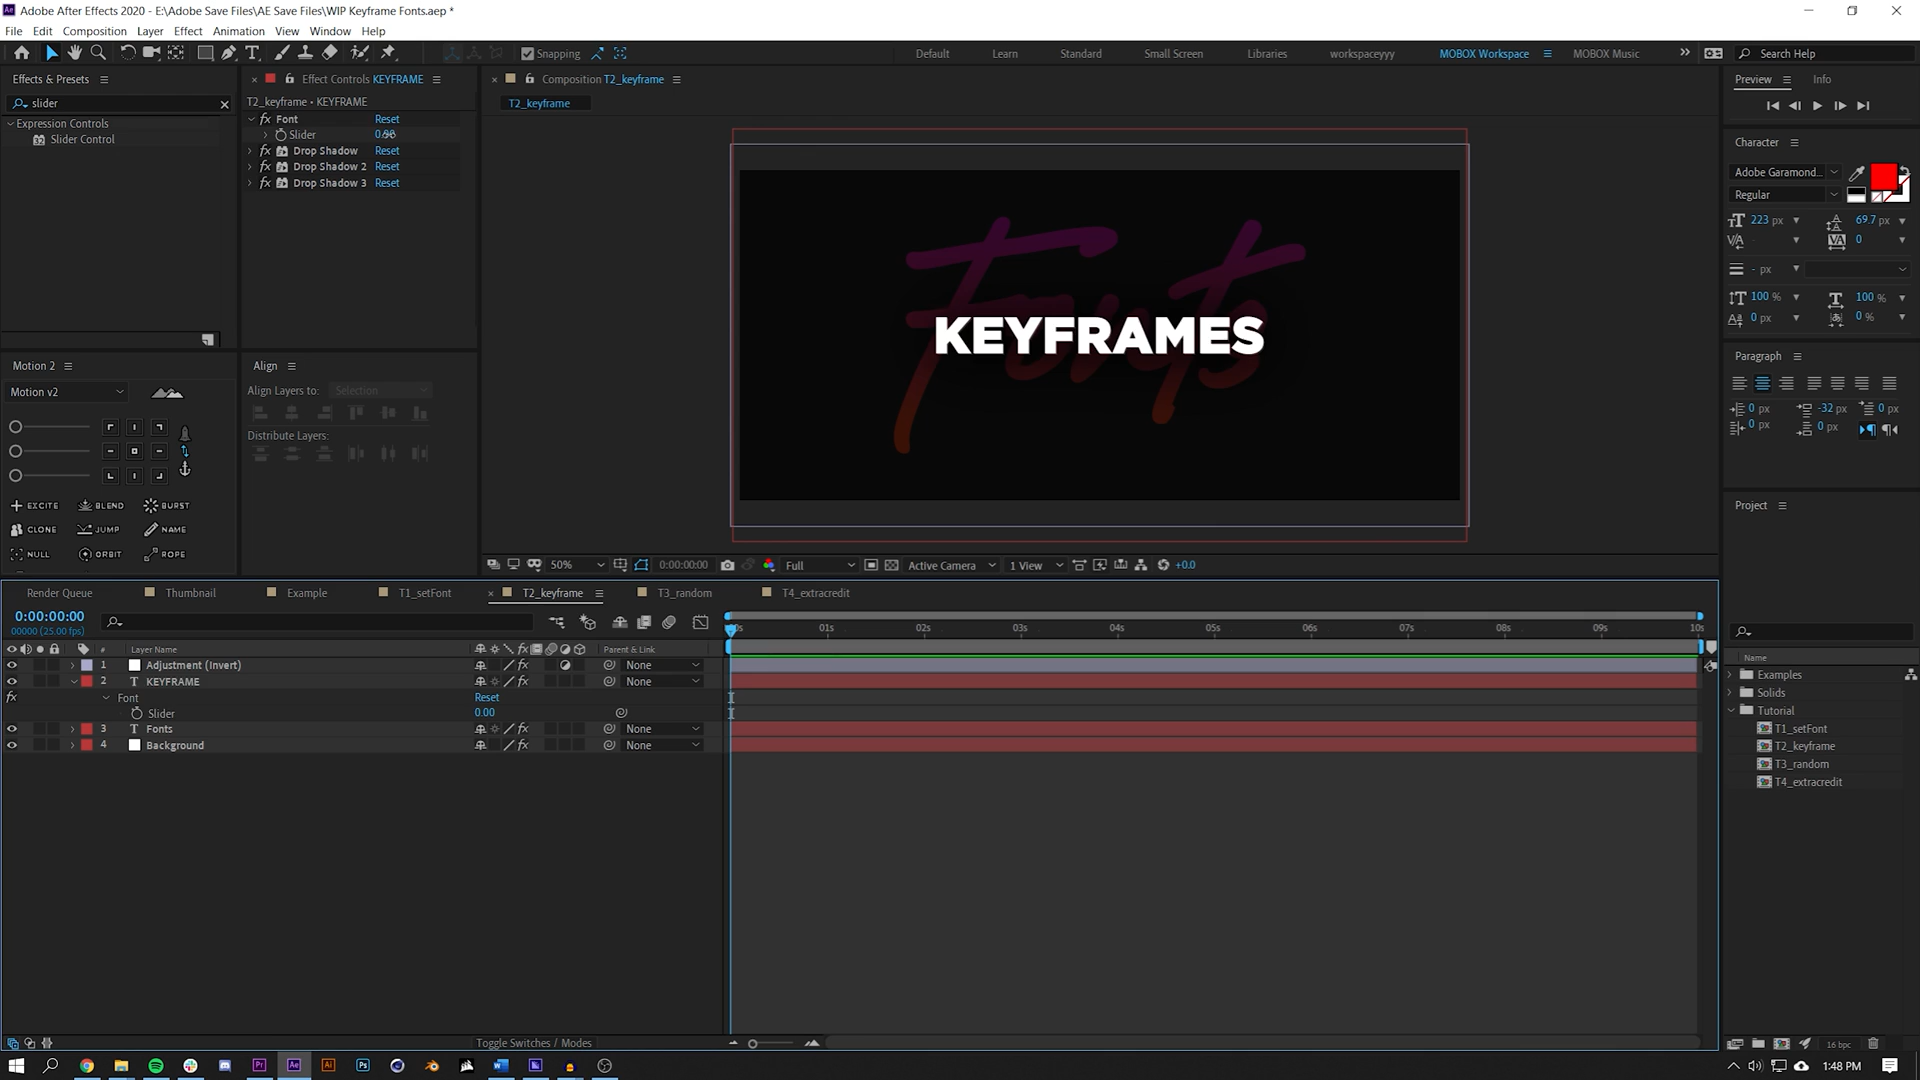 Adobe After Effects 2020 - E:\Adobe Save Files\AE Save Files\WIP Keyframe Fonts.aep *
File Edit Composition Layer Effect Animation View Window Help
Snapping
Default Learn Standard Small Screen Libraries workspaceyyy MOBOX Workspace MOBOX Music Search Help
Effects & Presets
slider
Expression Controls
Slider Control
Effect Controls KEYFRAME
T2_keyframe • KEYFRAME
fx Font Reset
Slider
fx Drop Shadow Reset
fx Drop Shadow 2 Reset
fx Drop Shadow 3 Reset
Composition T2_keyframe
T2_keyframe
Fonts
KEYFRAMES
Preview Info
Character
Adobe Garamond...
Regular
223 px 69.7 px
0
- px
100 % 100 %
0 px 0 %
Paragraph
0 px -32 px 0 px
0 px 0 px
Motion 2
Motion v2
EXCITE BLEND BURST
CLONE JUMP NAME
NULL ORBIT ROPE
Align
Align Layers to: Selection
Distribute Layers:
50% 0:00:00:00 Full Active Camera 1 View +0.0
Project
Name
Examples
Solids
Tutorial
T1_setFont
T2_keyframe
T3_random
T4_extracredit
16 bpc
Render Queue Thumbnail Example T1_setFont T2_keyframe T3_random T4_extracredit
0:00:00:00
00000 (25.00 fps)
01s 02s 03s 04s 05s 06s 07s 08s 09s 10s
# Layer Name Parent & Link
1 Adjustment (Invert) None
2 T KEYFRAME None
fx Font Reset
Slider 0.00
3 T Fonts None
4 Background None
Toggle Switches / Modes
1:48 PM